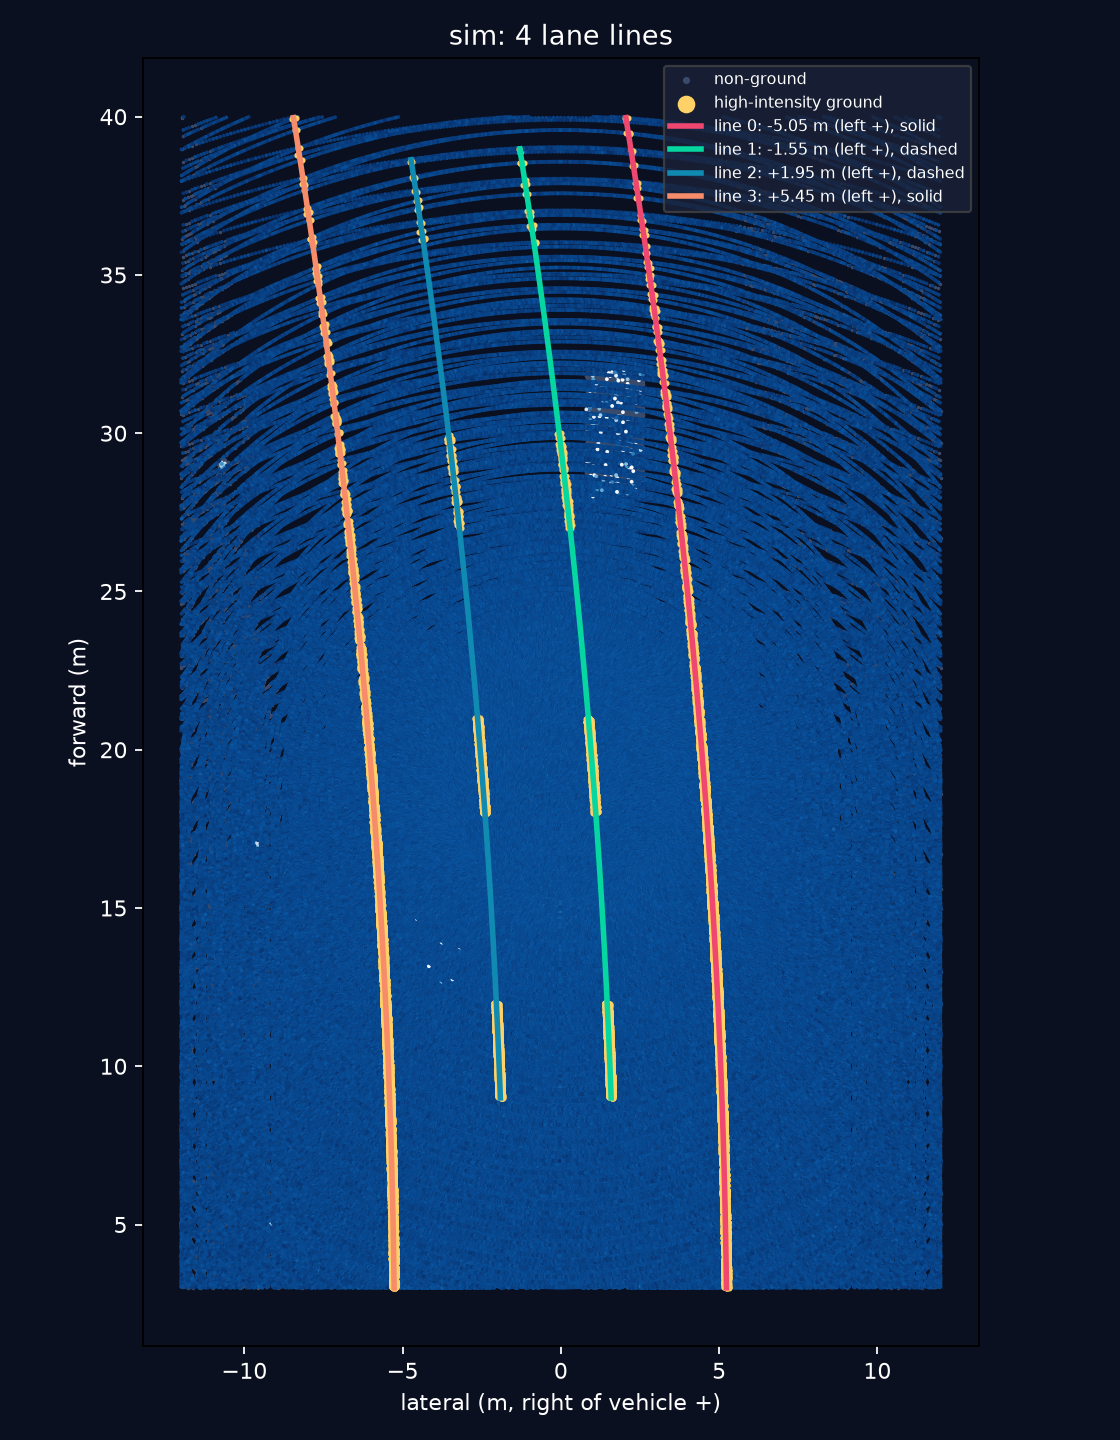 sim: 4 lane lines
non-ground
high-intensity ground
line 0: -5.05 m (left +), solid
line 1: -1.55 m (left +), dashed
line 2: +1.95 m (left +), dashed
line 3: +5.45 m (left +), solid
40
35
30
25
20
15
10
5
forward (m)
−10
−5
0
5
10
lateral (m, right of vehicle +)